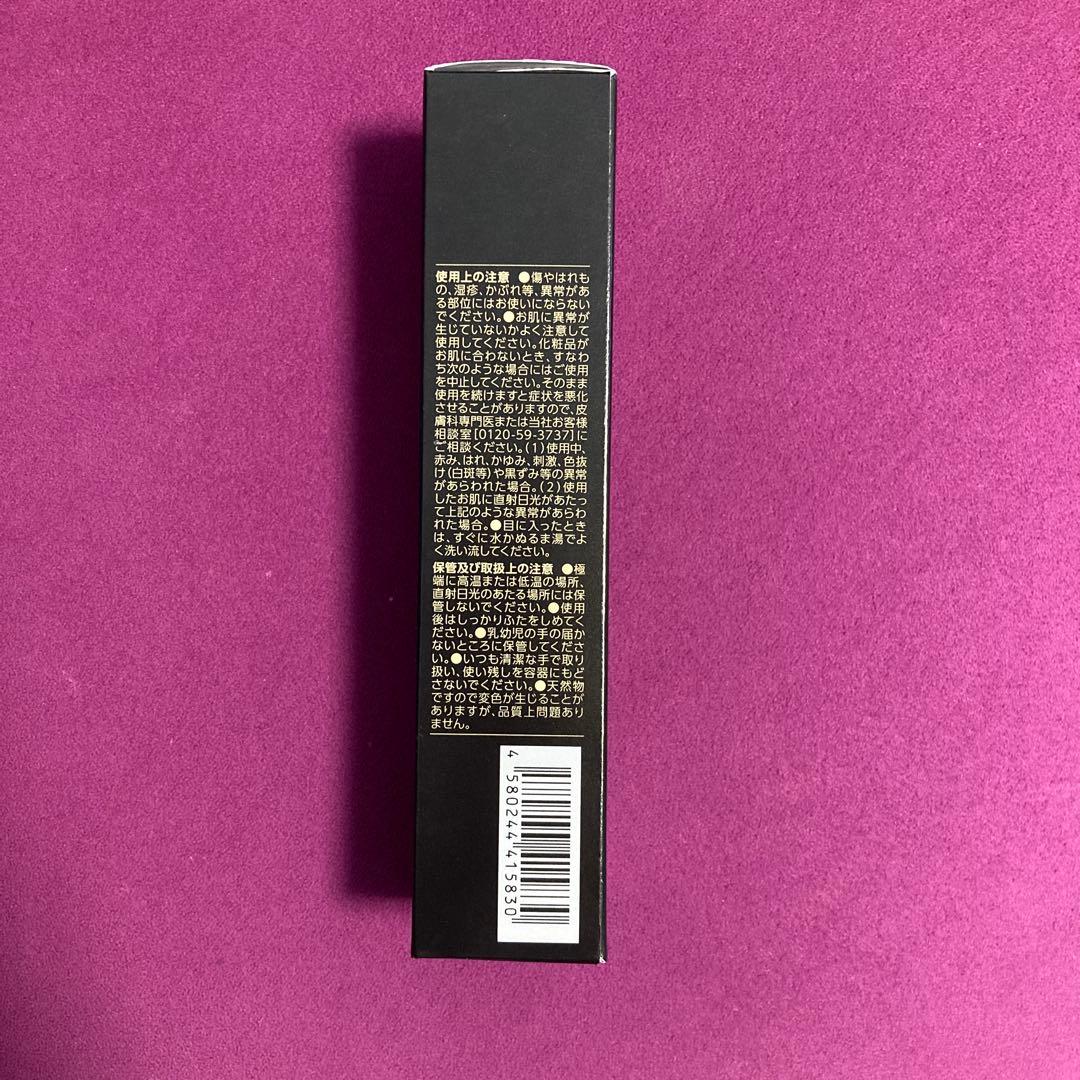 使用上の注意 ●傷やはれも
の、湿疹、かぶれ等、異常があ
る部位にはお使いにならない
でください。●お肌に異常が
生じていないかよく注意して
使用してください。化粧品が
お肌に合わないとき、すなわ
ち次のような場合にはご使用
を中止してください。そのまま
使用を続けますと症状を悪化
させることがありますので、皮
膚科専門医または当社お客様
相談室[0120-59-3737]に
ご相談ください。(1)使用中、
赤み、はれ、かゆみ、刺激、色抜
け(白斑等)や黒ずみ等の異常
があらわれた場合。(2)使用
したお肌に直射日光があたっ
て上記のような異常があらわ
れた場合。●目に入ったとき
は、すぐに水かぬるま湯でよ
く洗い流してください。
保管及び取扱上の注意 ●極
端に高温または低温の場所、
直射日光のあたる場所には保
管しないでください。●使用
後はしっかりふたをしめてく
ださい。●乳幼児の手の届か
ないところに保管してくださ
い。●いつも清潔な手で取り
扱い、使い残しを容器にもど
さないでください。●天然物
ですので変色が生じることが
ありますが、品質上問題あり
ません。
4 580244 415830